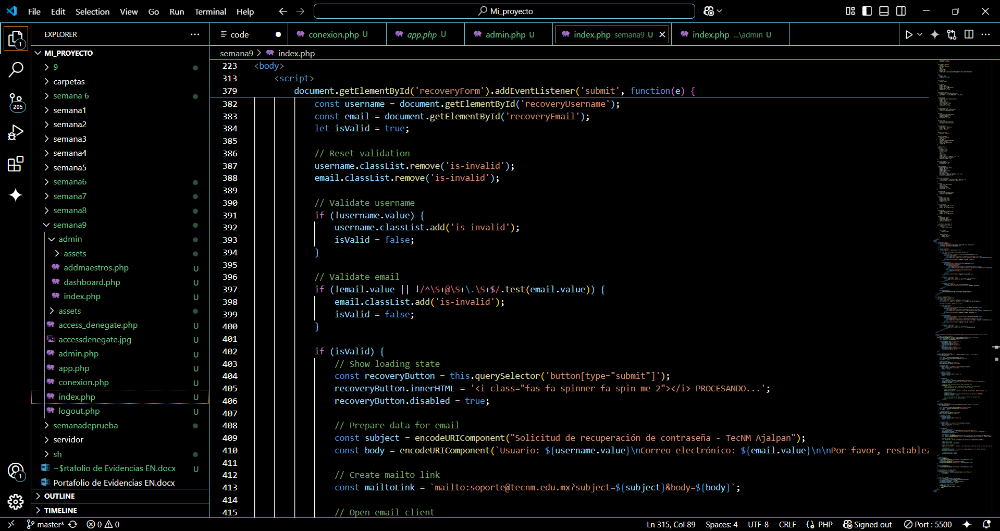 File Edit Selection View Go Run Terminal Help
Mi_proyecto
EXPLORER
MI_PROYECTO
9
carpetas
semana 6
semana1
semana2
semana3
semana4
semana5
semana6
semana7
semana8
semana9
admin
assets
addmaestros.php U
dashboard.php U
index.php U
assets
access_denegate.php U
accessdenegate.jpg U
admin.php U
app.php U
conexion.php U
index.php U
logout.php U
semanadeprueba
servidor
sh
~$rtafolio de Evidencias EN.docx U
Portafolio de Evidencias EN.docx
OUTLINE
TIMELINE
1
205
1
code conexion.php U app.php U admin.php U index.php semana9 U index.php ...\admin U
semana9 > index.php
223 <body>
313 <script>
379 document.getElementById('recoveryForm').addEventListener('submit', function(e) {
382 const username = document.getElementById('recoveryUsername');
383 const email = document.getElementById('recoveryEmail');
384 let isValid = true;
385
386 // Reset validation
387 username.classList.remove('is-invalid');
388 email.classList.remove('is-invalid');
389
390 // Validate username
391 if (!username.value) {
392 username.classList.add('is-invalid');
393 isValid = false;
394 }
395
396 // Validate email
397 if (!email.value || !/^\S+@\S+\.\S+$/.test(email.value)) {
398 email.classList.add('is-invalid');
399 isValid = false;
400 }
401
402 if (isValid) {
403 // Show loading state
404 const recoveryButton = this.querySelector('button[type="submit"]');
405 recoveryButton.innerHTML = '<i class="fas fa-spinner fa-spin me-2"></i> PROCESANDO...';
406 recoveryButton.disabled = true;
407
408 // Prepare data for email
409 const subject = encodeURIComponent("Solicitud de recuperación de contraseña - TecNM Ajalpan");
410 const body = encodeURIComponent(`Usuario: ${username.value}\nCorreo electrónico: ${email.value}\n\nPor favor, restablez
411
412 // Create mailto link
413 const mailtoLink = `mailto:soporte@tecnm.edu.mx?subject=${subject}&body=${body}`;
414
415 // Open email client
master* 0 0 Ln 315, Col 89 Spaces: 4 UTF-8 CRLF PHP Signed out Port : 5500